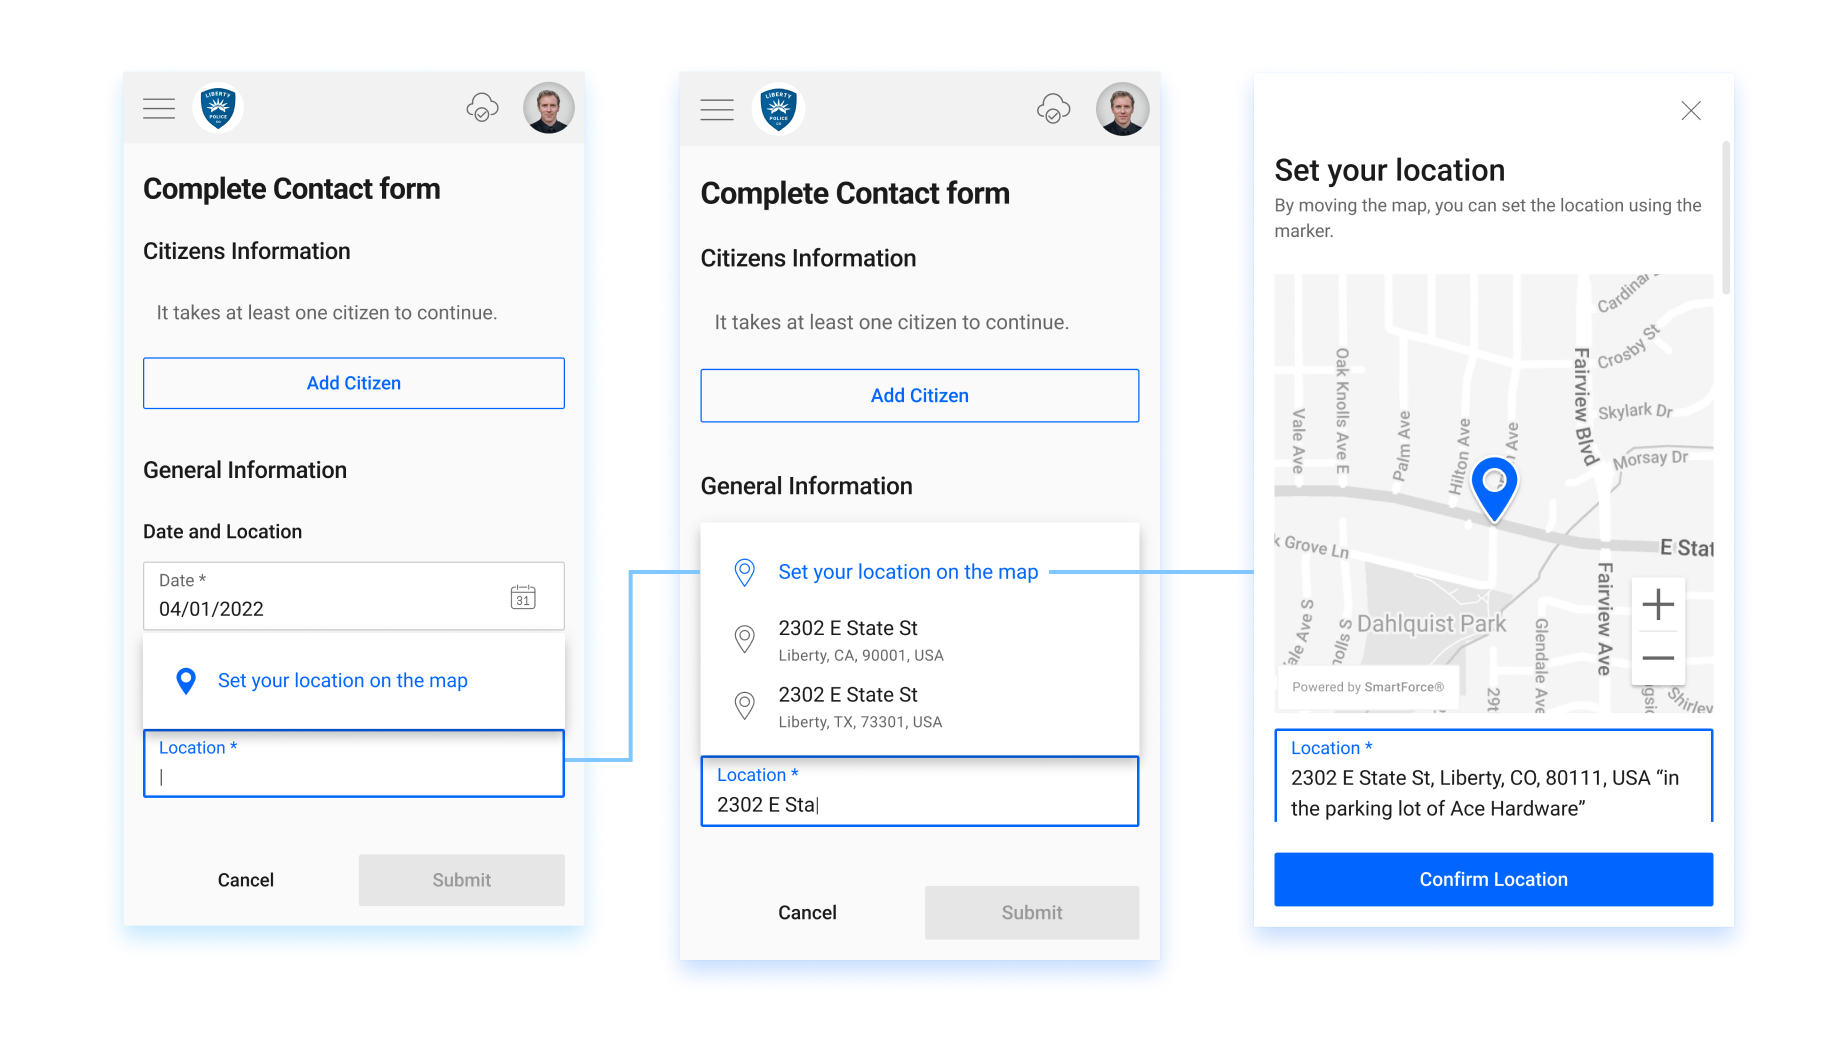 LIBERTY
POLICE
CO
Complete Contact form
Citizens Information
It takes at least one citizen to continue.
Add Citizen
General Information
Date and Location
Date *
04/01/2022
31
Set your location on the map
Location *
Cancel
Submit
LIBERTY
POLICE
CO
Complete Contact form
Citizens Information
It takes at least one citizen to continue.
Add Citizen
General Information
Set your location on the map
2302 E State St
Liberty, CA, 90001, USA
2302 E State St
Liberty, TX, 73301, USA
Location *
2302 E Sta
Cancel
Submit
Set your location
By moving the map, you can set the location using the
marker.
Cardinal
Crosby St
Fairview Blvd
Oak Knolls Ave E
Skylark Dr
Vale Ave
Palm Ave
Hilton Ave
Ave
Morsay Dr
k Grove Ln
E Stat
Fairview Ave
Dahlquist Park
ale Ave S
nolls S
Glendale Ave
29t
gsi
Shirley
Powered by SmartForce®
Location *
2302 E State St, Liberty, CO, 80111, USA “in
the parking lot of Ace Hardware”
Confirm Location